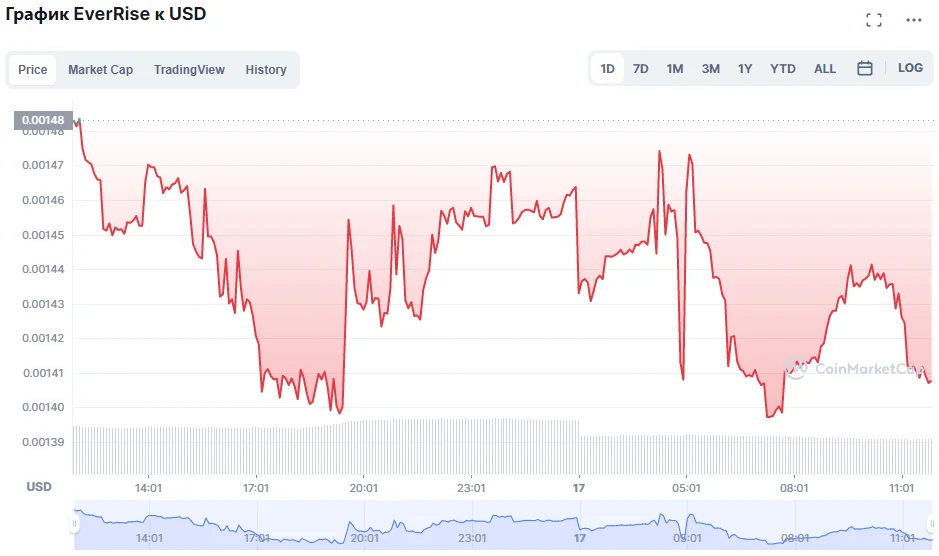 График EverRise к USD
Price Market Cap TradingView History
1D 7D 1M 3M 1Y YTD ALL LOG
0.00148
0.00148
0.00147
0.00146
0.00145
0.00144
0.00143
0.00142
0.00141
0.00140
0.00139
CoinMarketCap
USD
14:01 17:01 20:01 23:01 17 05:01 08:01 11:01
14:01 17:01 20:01 23:01 17 05:01 08:01 11:01